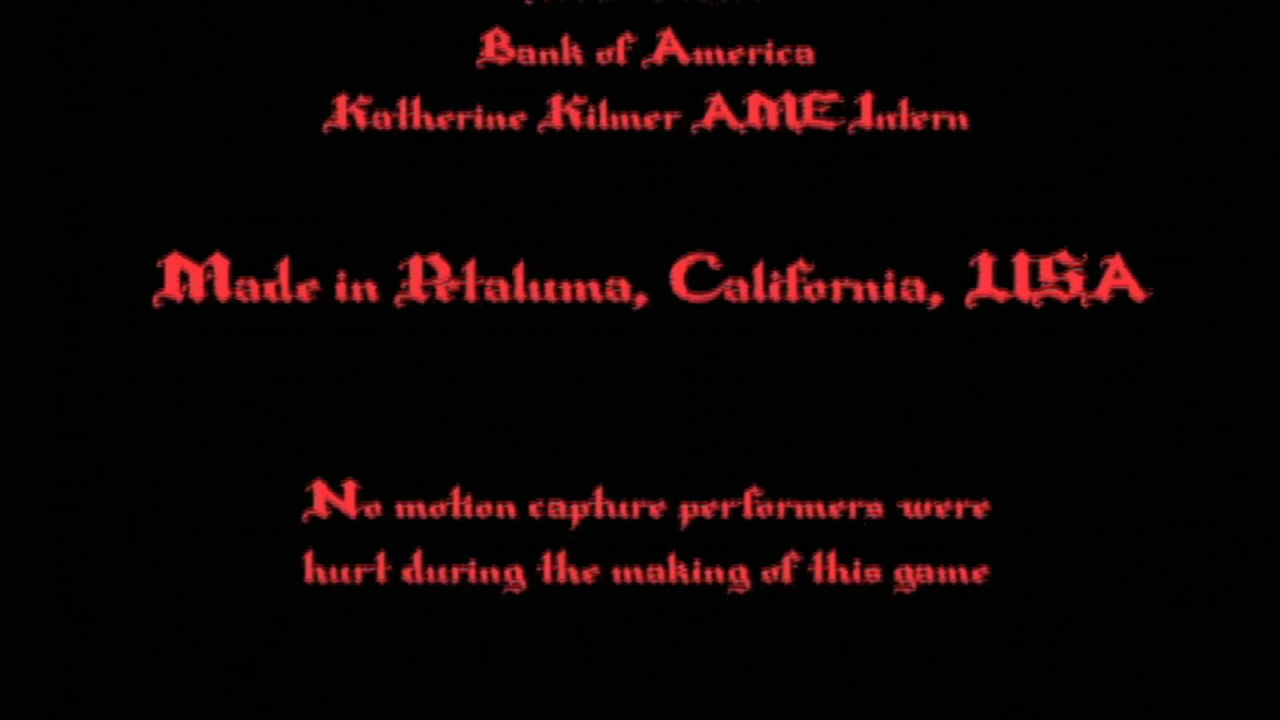 Bank of America
Katherine Kilmer AME Intern
Made in Petaluma, California, USA
No motion capture performers were
hurt during the making of this game